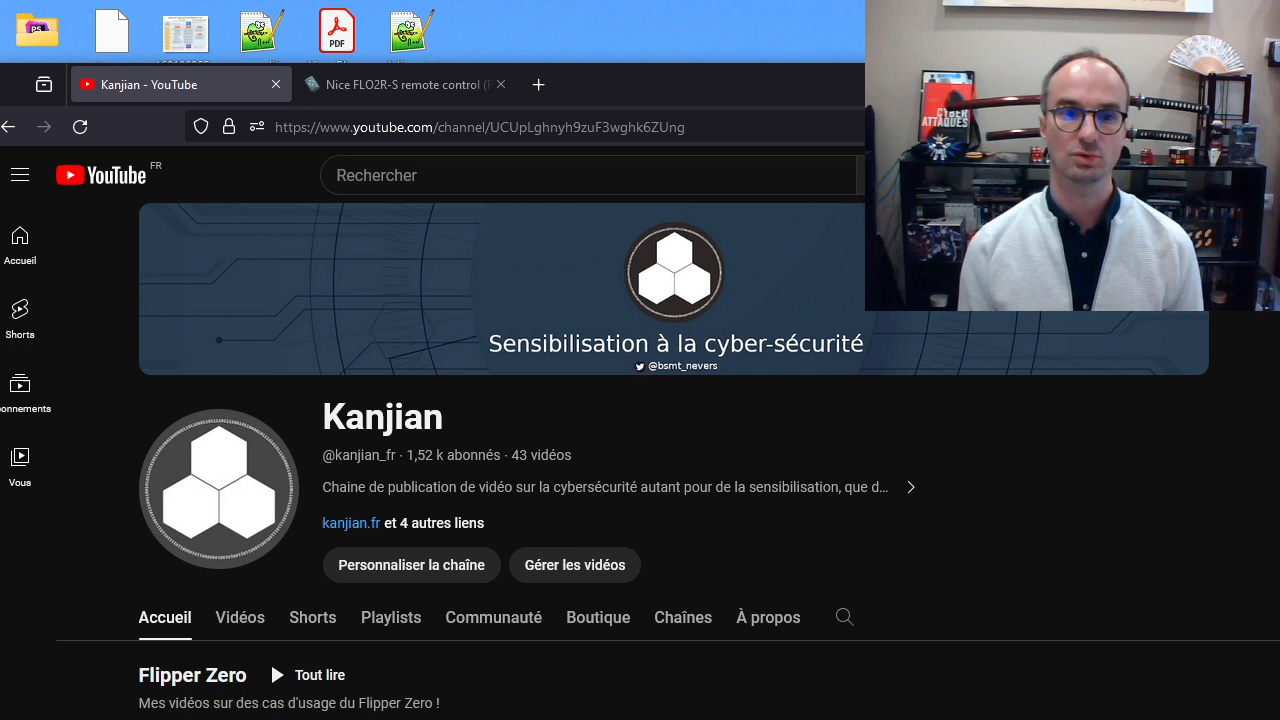 PDF
Kanjian - YouTube
Nice FLO2R-S remote control (F
https://www.youtube.com/channel/UCUpLghnyh9zuF3wghk6ZUng
YouTube FR
Rechercher
CYBER
ATTAQUES
Accueil
Shorts
onnements
Vous
Sensibilisation à la cyber-sécurité
@bsmt_nevers
Kanjian
@kanjian_fr · 1,52 k abonnés · 43 vidéos
Chaine de publication de vidéo sur la cybersécurité autant pour de la sensibilisation, que d...
kanjian.fr et 4 autres liens
Personnaliser la chaîne Gérer les vidéos
Accueil Vidéos Shorts Playlists Communauté Boutique Chaînes À propos
Flipper Zero Tout lire
Mes vidéos sur des cas d'usage du Flipper Zero !